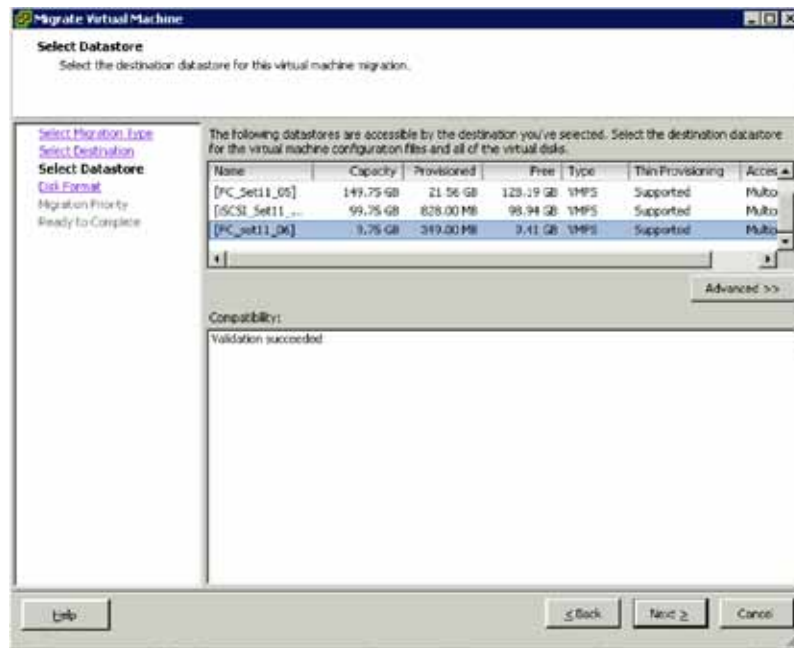 Migrate Virtual Machine
Select Datastore
Select the destination datastore for this virtual machine migration.
Select Migration Type
Select Destination
Select Datastore
Disk Format
Migration Priority
Ready to Complete
The following datastores are accessible by the destination you've selected. Select the destination datastore
for the virtual machine configuration files and all of the virtual disks.
Name Capacity Provisioned Free Type Thin Provisioning Acces
[FC_Set11_05] 149.75 GB 21.56 GB 128.19 GB VMFS Supported Multo
[iSCSI_Set11_... 99.75 GB 828.00 MB 98.94 GB VMFS Supported Multo
[FC_set11_06] 9.75 GB 349.00 MB 9.41 GB VMFS Supported Multo
Advanced >>
Compatibility:
Validation succeeded
Help
< Back
Next >
Cancel